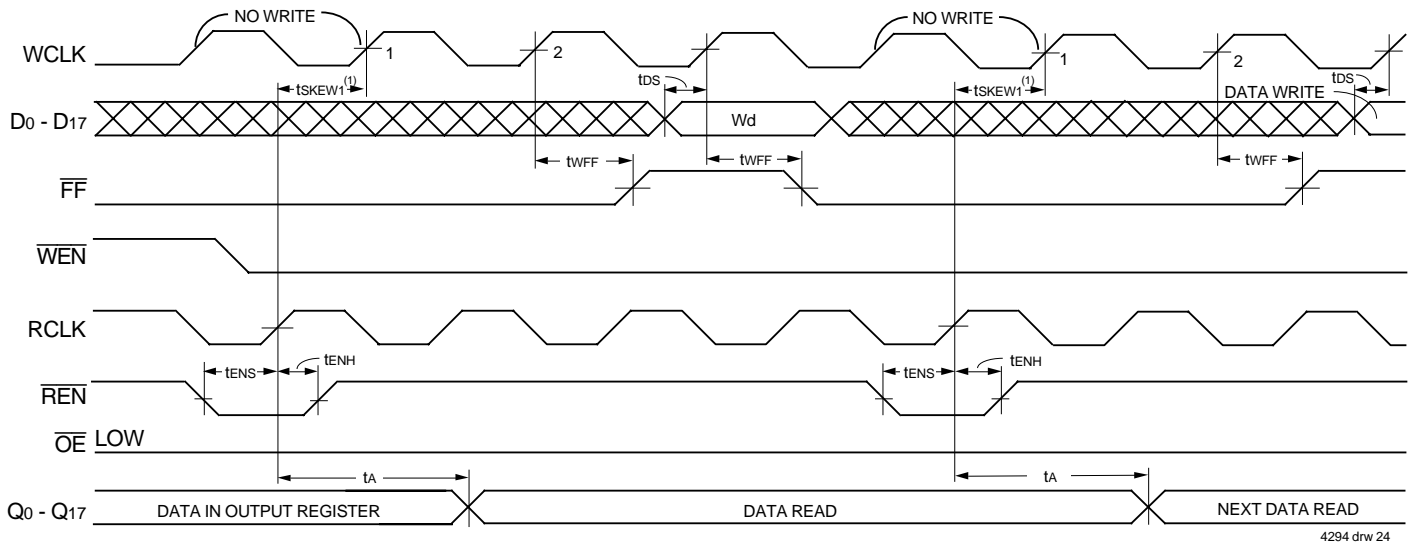 NO WRITE
NO WRITE
WCLK
1
2
1
2
tSKEW1(1)
tDS
tSKEW1(1)
tDS
DATA WRITE
D0 - D17
Wd
tWFF
tWFF
tWFF
FF
WEN
RCLK
tENS
tENH
tENS
tENH
REN
OE LOW
tA
tA
Q0 - Q17
DATA IN OUTPUT REGISTER
DATA READ
NEXT DATA READ
4294 drw 24